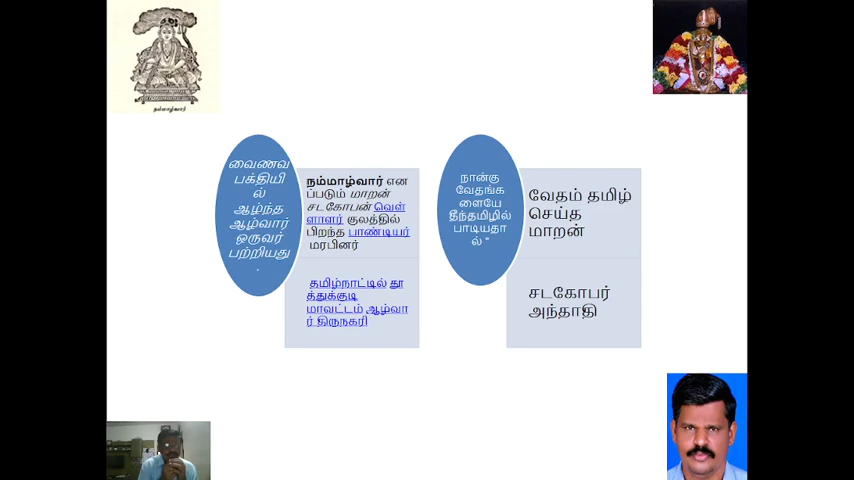 நம்மாழ்வார்
வைணவ
பக்தியி
ல்
ஆழ்ந்த
ஆழ்வார்
ஒருவர்
பற்றியது
.
நம்மாழ்வார் என
ப்படும் மாறன்
சடகோபன் வெள்
ளாளர் குலத்தில்
பிறந்த பாண்டியர்
மரபினர்
தமிழ்நாட்டில் தூ
த்துக்குடி
மாவட்டம் ஆழ்வா
ர் திருநகரி
நான்கு
வேதங்க
ளையே
தீந்தமிழில்
பாடியதா
ல் "
வேதம் தமிழ்
செய்த
மாறன்
சடகோபர்
அந்தாதி